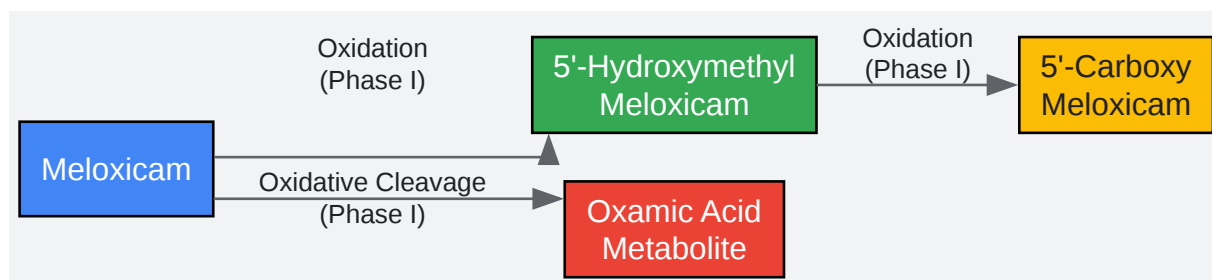 Oxidation
(Phase I)
5'-Hydroxymethyl
Meloxicam
Oxidation
(Phase I)
5'-Carboxy
Meloxicam
Meloxicam
Oxidative Cleavage
(Phase I)
Oxamic Acid
Metabolite